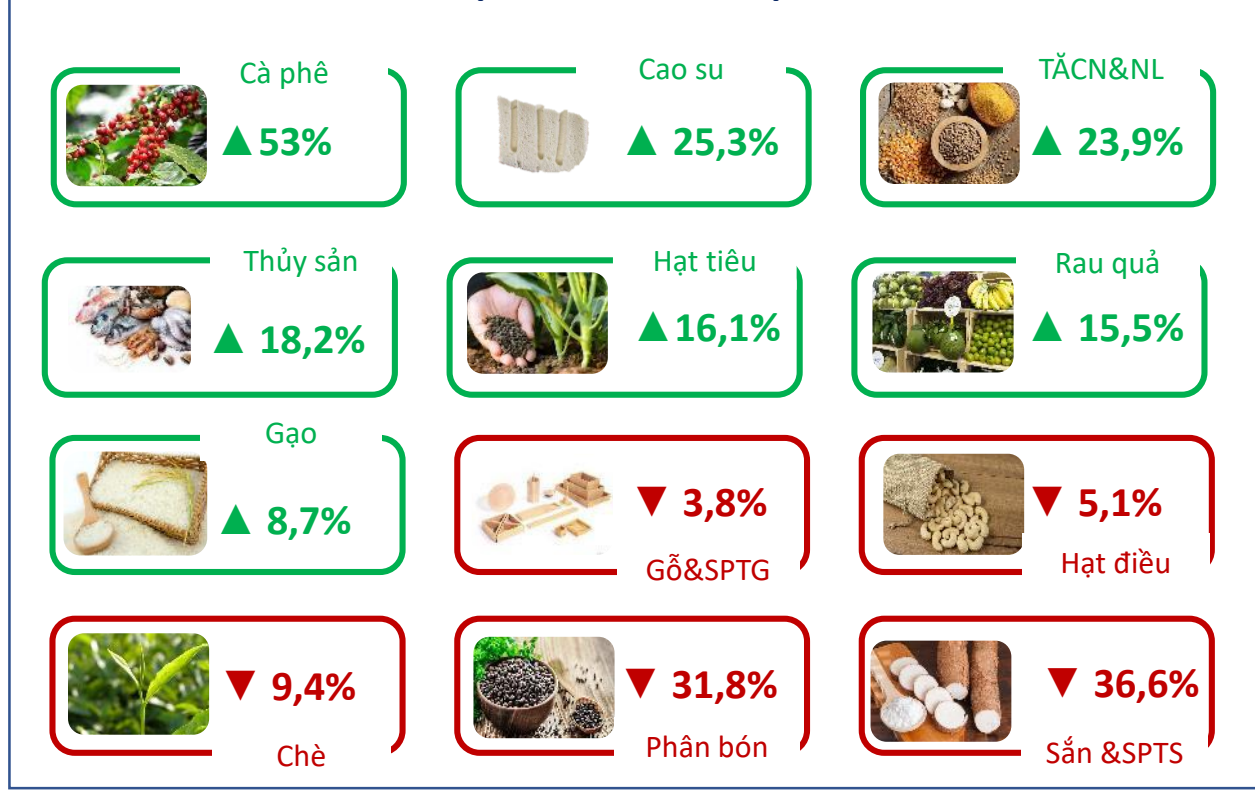 Cà phê
▲53%
Cao su
▲ 25,3%
TĂCN&NL
▲ 23,9%
Thủy sản
▲ 18,2%
Hạt tiêu
▲16,1%
Rau quả
▲ 15,5%
Gạo
▲ 8,7%
▼ 3,8%
Gỗ&SPTG
▼ 5,1%
Hạt điều
▼ 9,4%
Chè
▼ 31,8%
Phân bón
▼ 36,6%
Sắn &SPTS